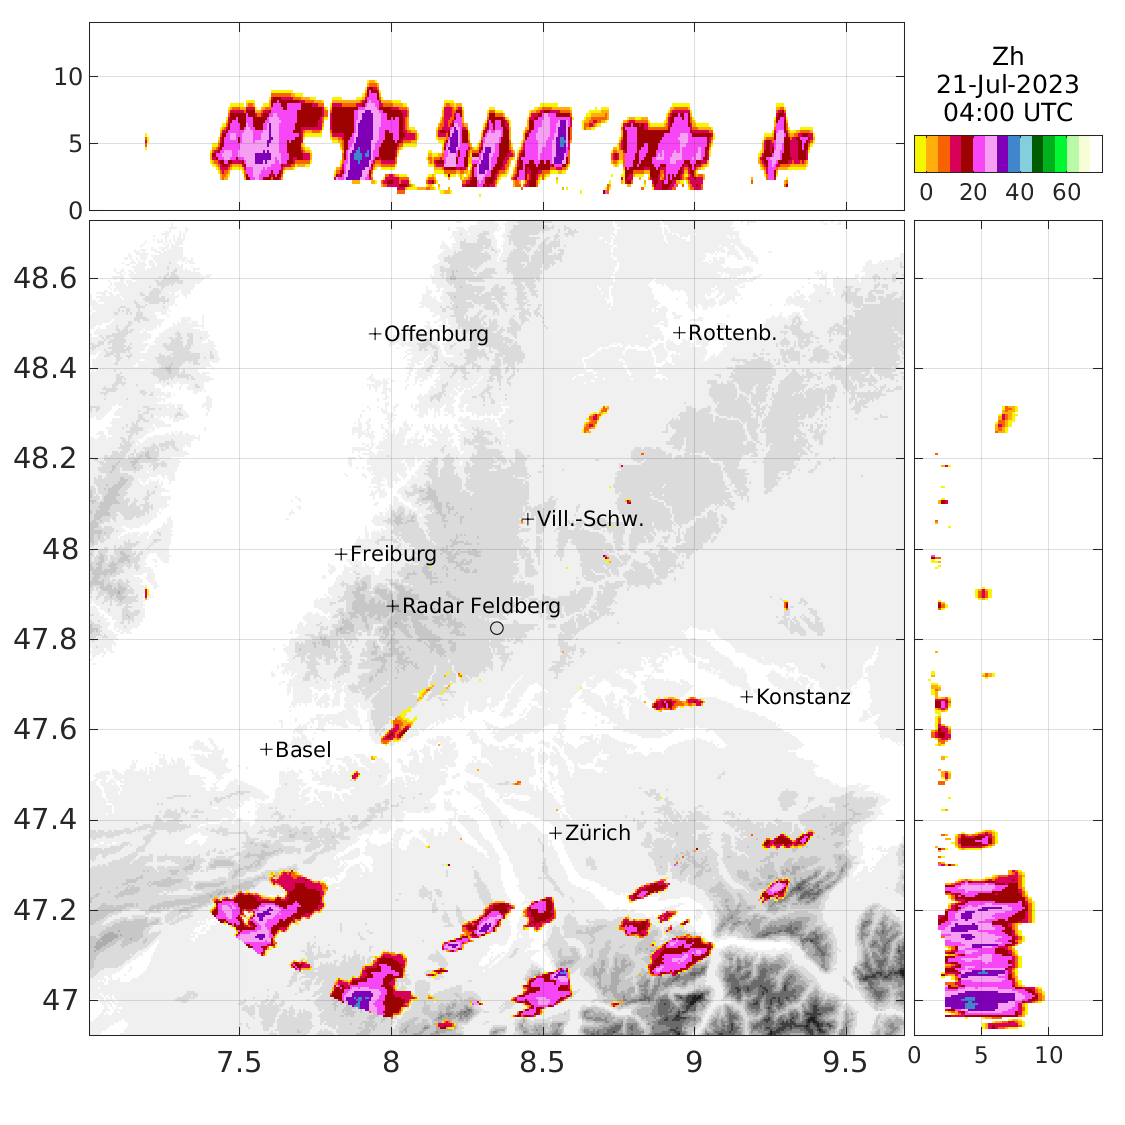 Zh
21-Jul-2023
04:00 UTC
0 20 40 60
10
5
0
48.6
48.4
48.2
48
47.8
47.6
47.4
47.2
47
Offenburg
Rottenb.
Vill.-Schw.
Freiburg
Radar Feldberg
Konstanz
Basel
Zürich
7.5 8 8.5 9 9.5
0 5 10